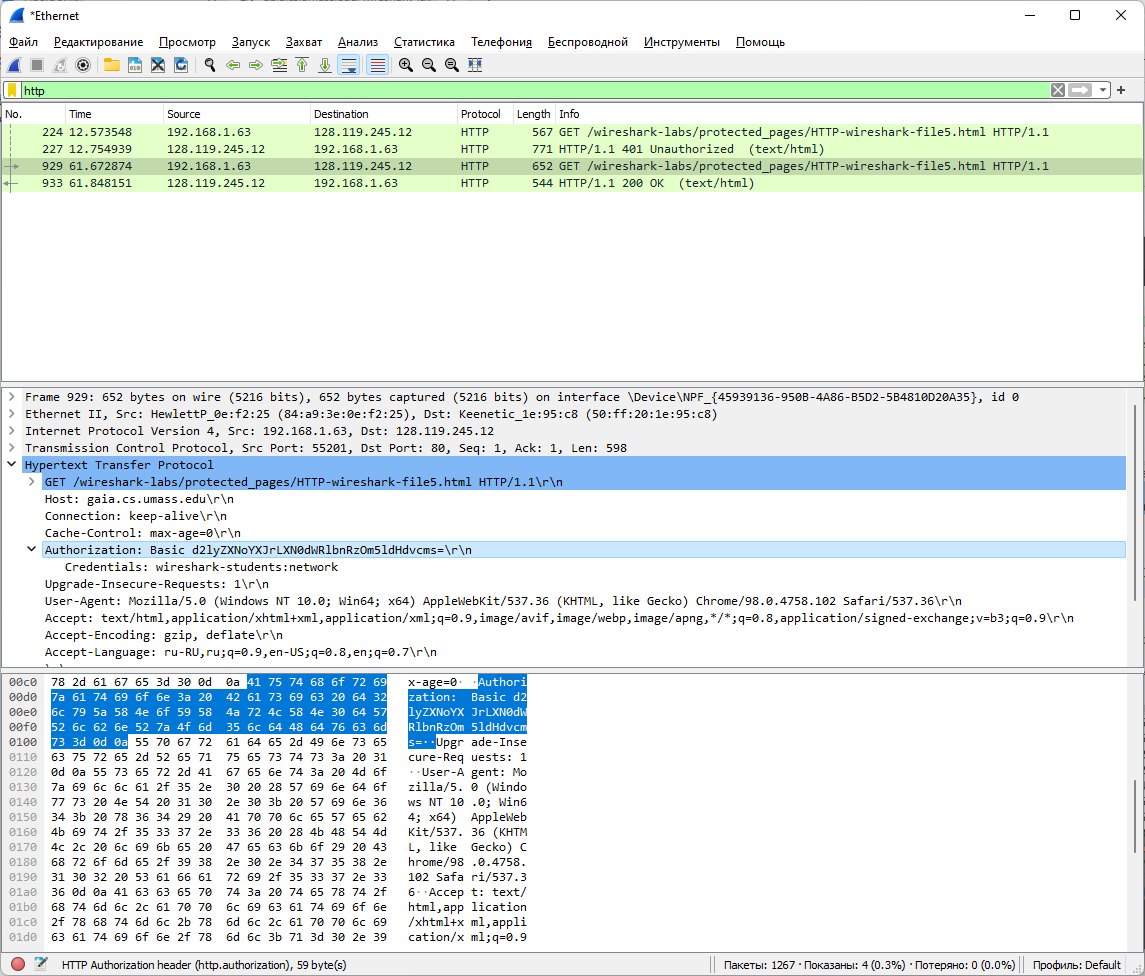 *Ethernet
Файл Редактирование Просмотр Запуск Захват Анализ Статистика Телефония Беспроводной Инструменты Помощь
http
No. Time Source Destination Protocol Length Info
224 12.573548 192.168.1.63 128.119.245.12 HTTP 567 GET /wireshark-labs/protected_pages/HTTP-wireshark-file5.html HTTP/1.1
227 12.754939 128.119.245.12 192.168.1.63 HTTP 771 HTTP/1.1 401 Unauthorized (text/html)
929 61.672874 192.168.1.63 128.119.245.12 HTTP 652 GET /wireshark-labs/protected_pages/HTTP-wireshark-file5.html HTTP/1.1
933 61.848151 128.119.245.12 192.168.1.63 HTTP 544 HTTP/1.1 200 OK (text/html)
Frame 929: 652 bytes on wire (5216 bits), 652 bytes captured (5216 bits) on interface \Device\NPF_{45939136-950B-4A86-B5D2-5B4810D20A35}, id 0
Ethernet II, Src: HewlettP_0e:f2:25 (84:a9:3e:0e:f2:25), Dst: Keenetic_1e:95:c8 (50:ff:20:1e:95:c8)
Internet Protocol Version 4, Src: 192.168.1.63, Dst: 128.119.245.12
Transmission Control Protocol, Src Port: 55201, Dst Port: 80, Seq: 1, Ack: 1, Len: 598
Hypertext Transfer Protocol
GET /wireshark-labs/protected_pages/HTTP-wireshark-file5.html HTTP/1.1\r\n
Host: gaia.cs.umass.edu\r\n
Connection: keep-alive\r\n
Cache-Control: max-age=0\r\n
Authorization: Basic d2lyZXNoYXJrLXN0dWRlbnRzOm5ldHdvcms=\r\n
Credentials: wireshark-students:network
Upgrade-Insecure-Requests: 1\r\n
User-Agent: Mozilla/5.0 (Windows NT 10.0; Win64; x64) AppleWebKit/537.36 (KHTML, like Gecko) Chrome/98.0.4758.102 Safari/537.36\r\n
Accept: text/html,application/xhtml+xml,application/xml;q=0.9,image/avif,image/webp,image/apng,*/*;q=0.8,application/signed-exchange;v=b3;q=0.9\r\n
Accept-Encoding: gzip, deflate\r\n
Accept-Language: ru-RU,ru;q=0.9,en-US;q=0.8,en;q=0.7\r\n
00c0 78 2d 61 67 65 3d 30 0d 0a 41 75 74 68 6f 72 69 x-age=0· ·Authori
00d0 7a 61 74 69 6f 6e 3a 20 42 61 73 69 63 20 64 32 zation: Basic d2
00e0 6c 79 5a 58 4e 6f 59 58 4a 72 4c 58 4e 30 64 57 lyZXNoYX JrLXN0dW
00f0 52 6c 62 6e 52 7a 4f 6d 35 6c 64 48 64 76 63 6d RlbnRzOm 5ldHdvcm
0100 73 3d 0d 0a 55 70 67 72 61 64 65 2d 49 6e 73 65 s=··Upgr ade-Inse
0110 63 75 72 65 2d 52 65 71 75 65 73 74 73 3a 20 31 cure-Req uests: 1
0120 0d 0a 55 73 65 72 2d 41 67 65 6e 74 3a 20 4d 6f ··User-A gent: Mo
0130 7a 69 6c 6c 61 2f 35 2e 30 20 28 57 69 6e 64 6f zilla/5. 0 (Windo
0140 77 73 20 4e 54 20 31 30 2e 30 3b 20 57 69 6e 36 ws NT 10 .0; Win6
0150 34 3b 20 78 36 34 29 20 41 70 70 6c 65 57 65 62 4; x64) AppleWeb
0160 4b 69 74 2f 35 33 37 2e 33 36 20 28 4b 48 54 4d Kit/537. 36 (KHTM
0170 4c 2c 20 6c 69 6b 65 20 47 65 63 6b 6f 29 20 43 L, like Gecko) C
0180 68 72 6f 6d 65 2f 39 38 2e 30 2e 34 37 35 38 2e hrome/98 .0.4758.
0190 31 30 32 20 53 61 66 61 72 69 2f 35 33 37 2e 33 102 Safa ri/537.3
01a0 36 0d 0a 41 63 63 65 70 74 3a 20 74 65 78 74 2f 6··Accep t: text/
01b0 68 74 6d 6c 2c 61 70 70 6c 69 63 61 74 69 6f 6e html,app lication
01c0 2f 78 68 74 6d 6c 2b 78 6d 6c 2c 61 70 70 6c 69 /xhtml+x ml,appli
01d0 63 61 74 69 6f 6e 2f 78 6d 6c 3b 71 3d 30 2e 39 cation/x ml;q=0.9
HTTP Authorization header (http.authorization), 59 byte(s) Пакеты: 1267 · Показаны: 4 (0.3%) · Потеряно: 0 (0.0%) Профиль: Default